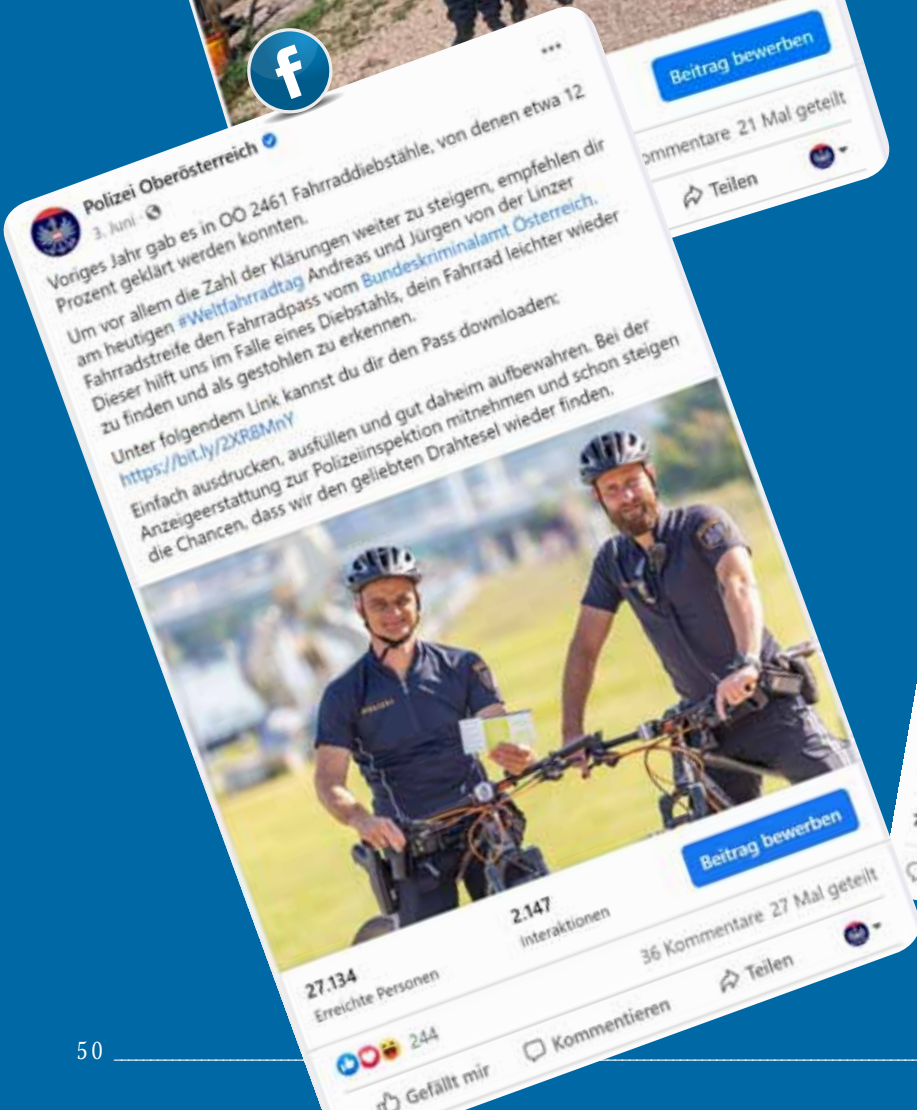 Beitrag bewerben
ommentare 21 Mal geteilt
Teilen
f
Polizei Oberösterreich
3. Juni ·
Voriges Jahr gab es in OÖ 2461 Fahrraddiebstähle, von denen etwa 12
Prozent geklärt werden konnten.
Um vor allem die Zahl der Klärungen weiter zu steigern, empfehlen dir
am heutigen #Weltfahrradtag Andreas und Jürgen von der Linzer
Fahrradstreife den Fahrradpass vom Bundeskriminalamt Österreich.
Dieser hilft uns im Falle eines Diebstahls, dein Fahrrad leichter wieder
zu finden und als gestohlen zu erkennen.
Unter folgendem Link kannst du dir den Pass downloaden:
https://bit.ly/2XR8MnY
Einfach ausdrucken, ausfüllen und gut daheim aufbewahren. Bei der
Anzeigeerstattung zur Polizeiinspektion mitnehmen und schon steigen
die Chancen, dass wir den geliebten Drahtesel wieder finden.
POLIZEI
27.134
Erreichte Personen
2.147
Interaktionen
Beitrag bewerben
244
36 Kommentare 27 Mal geteilt
Gefällt mir
Kommentieren
Teilen
50